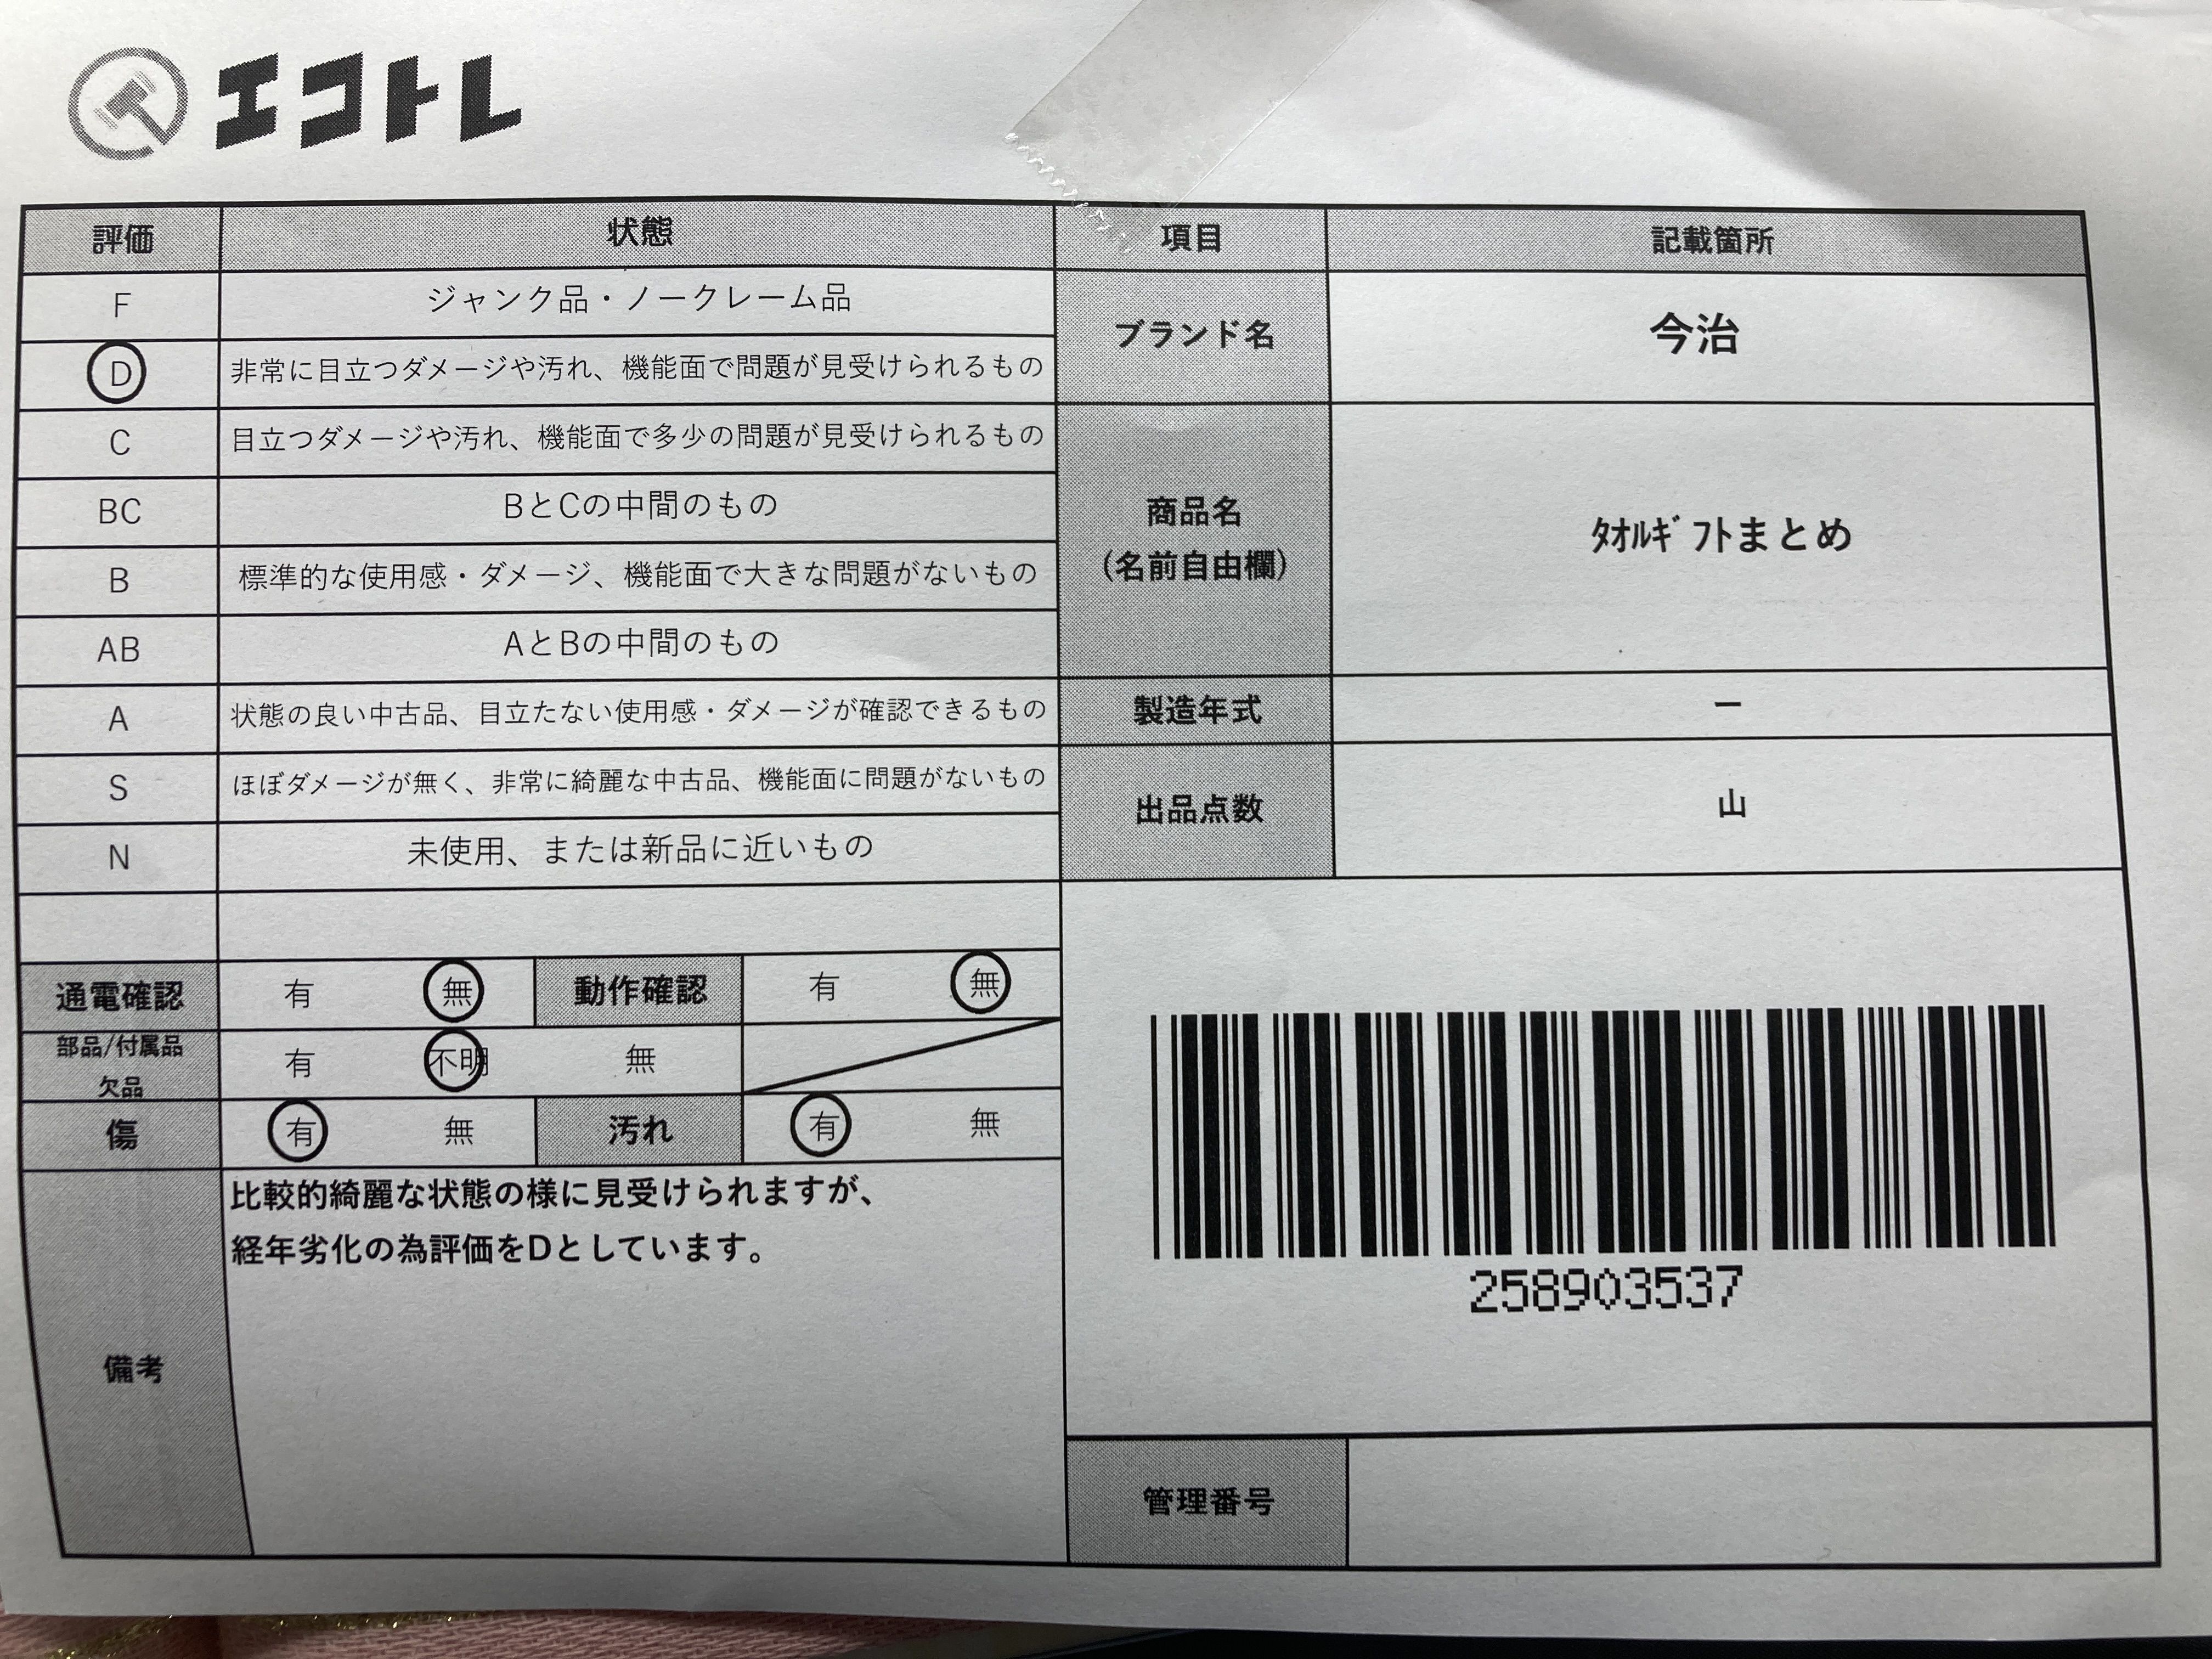 エコトレ
評価 状態
F ジャンク品・ノークレーム品
D 非常に目立つダメージや汚れ、機能面で問題が見受けられるもの
C 目立つダメージや汚れ、機能面で多少の問題が見受けられるもの
BC BとCの中間のもの
B 標準的な使用感・ダメージ、機能面で大きな問題がないもの
AB AとBの中間のもの
A 状態の良い中古品、目立たない使用感・ダメージが確認できるもの
S ほぼダメージが無く、非常に綺麗な中古品、機能面に問題がないもの
N 未使用、または新品に近いもの
通電確認 有 無 動作確認 有 無
部品/付属品
欠品 有 不明 無
傷 有 無 汚れ 有 無
備考
比較的綺麗な状態の様に見受けられますが、
経年劣化の為評価をDとしています。
項目 記載箇所
ブランド名 今治
商品名
(名前自由欄)
ﾀｵﾙｷﾞﾌﾄまとめ
製造年式 ー
出品点数 山
258903537
管理番号